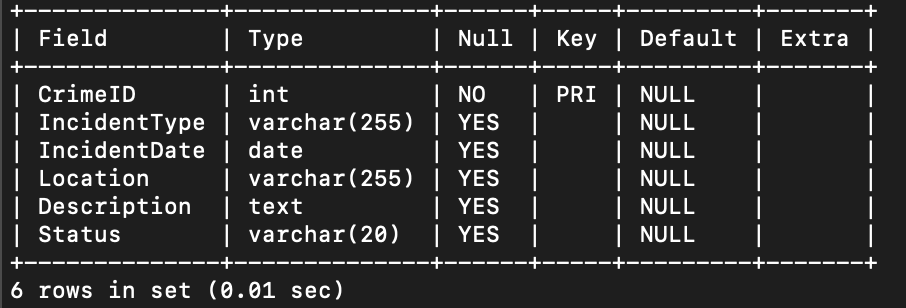 +---------------+--------------+------+-----+---------+-------+
| Field         | Type         | Null | Key | Default | Extra |
+---------------+--------------+------+-----+---------+-------+
| CrimeID       | int          | NO   | PRI | NULL    |       |
| IncidentType  | varchar(255) | YES  |     | NULL    |       |
| IncidentDate  | date         | YES  |     | NULL    |       |
| Location      | varchar(255) | YES  |     | NULL    |       |
| Description   | text         | YES  |     | NULL    |       |
| Status        | varchar(20)  | YES  |     | NULL    |       |
+---------------+--------------+------+-----+---------+-------+
6 rows in set (0.01 sec)